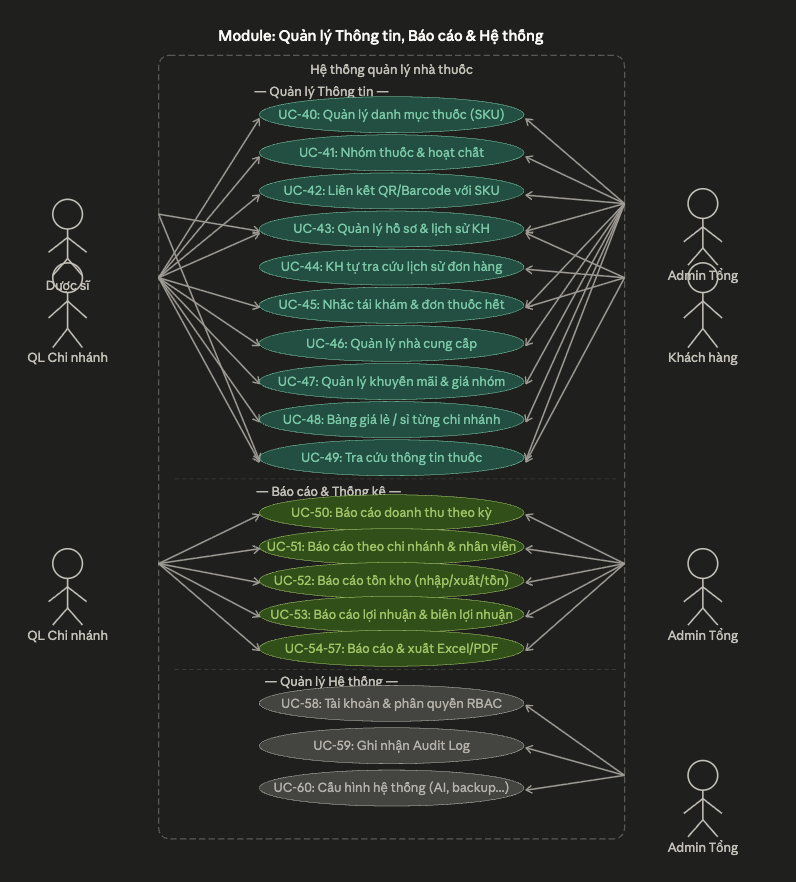 Module: Quản lý Thông tin, Báo cáo & Hệ thống
Hệ thống quản lý nhà thuốc
— Quản lý Thông tin —
UC-40: Quản lý danh mục thuốc (SKU)
UC-41: Nhóm thuốc & hoạt chất
UC-42: Liên kết QR/Barcode với SKU
UC-43: Quản lý hồ sơ & lịch sử KH
UC-44: KH tự tra cứu lịch sử đơn hàng
Dược sĩ
Admin Tổng
UC-45: Nhắc tái khám & đơn thuốc hết
UC-46: Quản lý nhà cung cấp
QL Chi nhánh
Khách hàng
UC-47: Quản lý khuyến mãi & giá nhóm
UC-48: Bảng giá lẻ / sỉ từng chi nhánh
UC-49: Tra cứu thông tin thuốc
— Báo cáo & Thống kê —
UC-50: Báo cáo doanh thu theo kỳ
UC-51: Báo cáo theo chi nhánh & nhân viên
UC-52: Báo cáo tồn kho (nhập/xuất/tồn)
UC-53: Báo cáo lợi nhuận & biên lợi nhuận
QL Chi nhánh
Admin Tổng
UC-54-57: Báo cáo & xuất Excel/PDF
— Quản lý Hệ thống —
UC-58: Tài khoản & phân quyền RBAC
UC-59: Ghi nhận Audit Log
UC-60: Cấu hình hệ thống (AI, backup...)
Admin Tổng